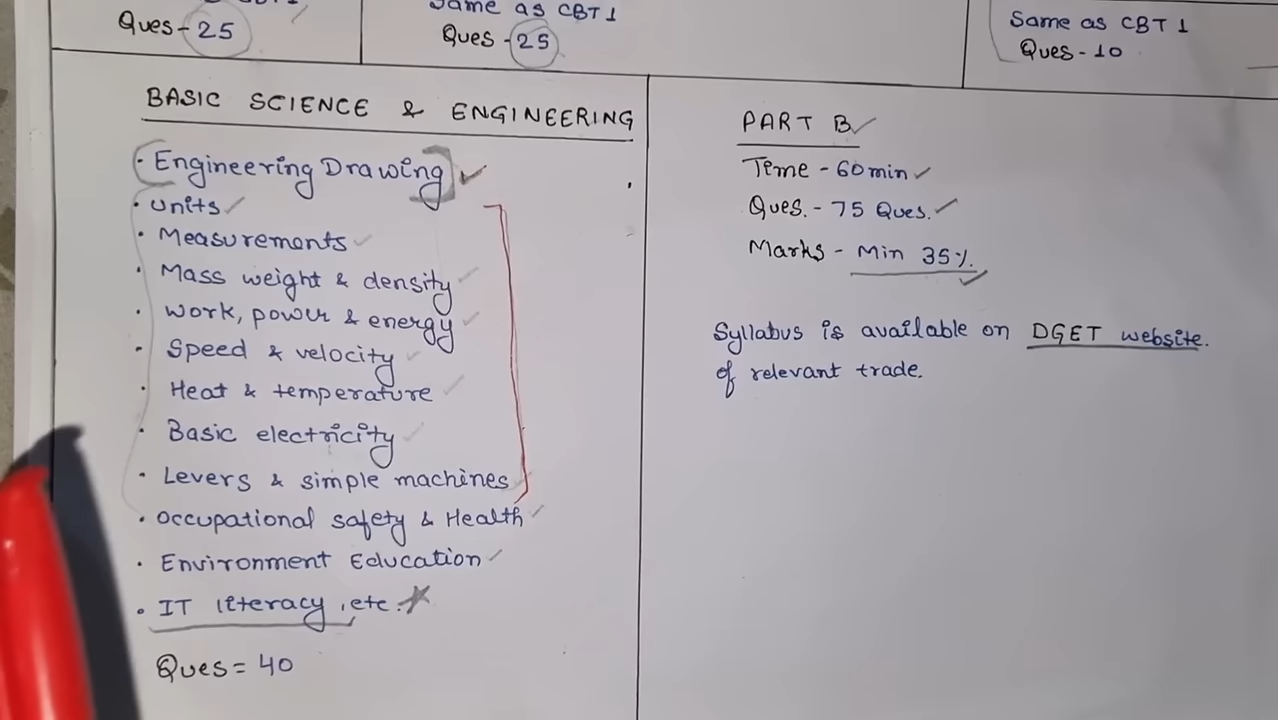 Ques - 25
Same as CBT 1
Ques - 25
Same as CBT 1
Ques - 10
BASIC SCIENCE & ENGINEERING
· Engineering Drawing
· Units
· Measurements
· Mass weight & density
· Work, power & energy
· Speed & velocity
· Heat & temperature
· Basic electricity
· Levers & simple machines
· Occupational safety & Health
· Environment Education
· IT literacy, etc.
Ques = 40
PART B
Time - 60 min
Ques. - 75 Ques.
Marks - Min 35%.
Syllabus is available on DGET website.
of relevant trade.